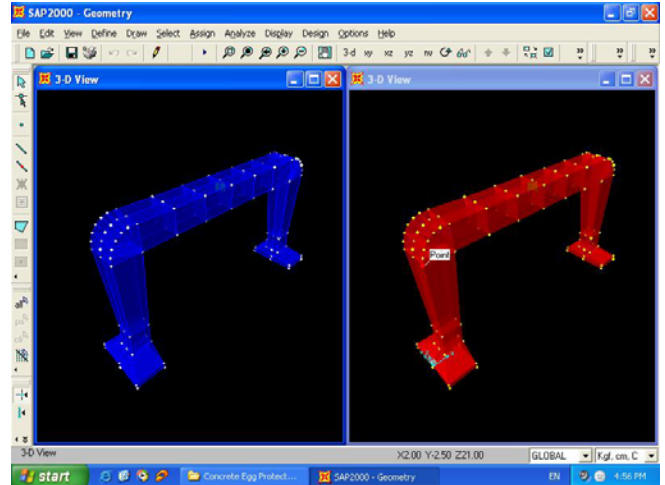 SAP2000 - Geometry
File Edit View Define Draw Select Assign Analyze Display Design Options Help
3-d xy xz yz nv
3-D View
3-D View
Point
all
3-D View X2.00 Y-2.50 Z21.00 GLOBAL Kgf, cm, C
start Concrete Egg Protect... SAP2000 - Geometry EN 4:56 PM